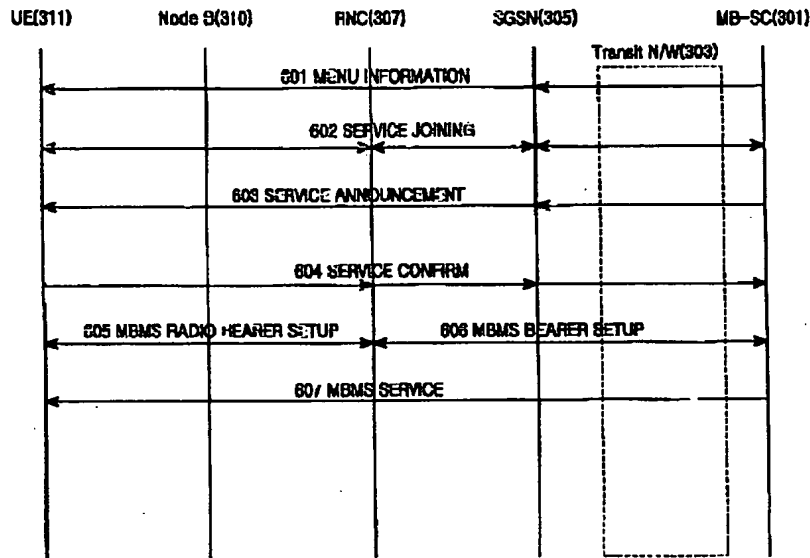 UE(311) Node B(310) RNC(307) SGSN(305) MB-SC(301)
Transit N/W(303)
601 MENU INFORMATION
602 SERVICE JOINING
603 SERVICE ANNOUNCEMENT
604 SERVICE CONFIRM
605 MBMS RADIO BEARER SETUP 606 MBMS BEARER SETUP
607 MBMS SERVICE